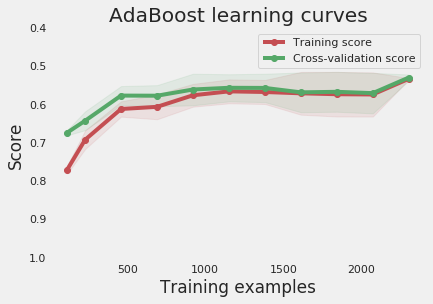 AdaBoost learning curves
Training score
Cross-validation score
0.4
0.5
0.6
0.7
0.8
0.9
1.0
Score
500
1000
1500
2000
Training examples